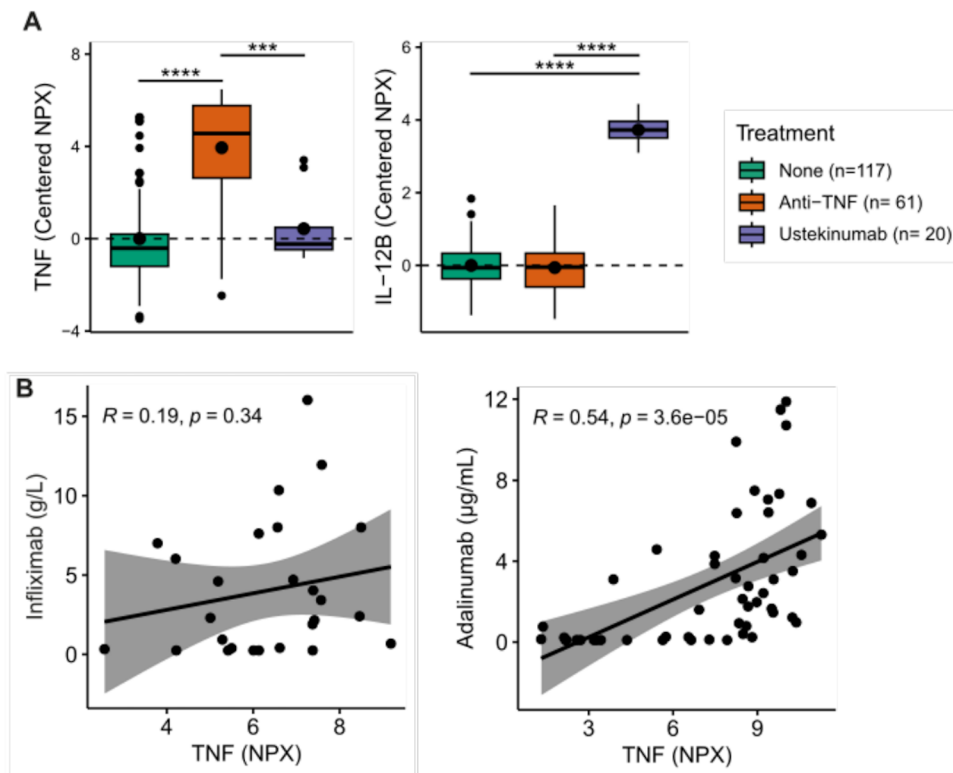 A
TNF (Centered NPX)
8
4
0
−4
****
***
IL−12B (Centered NPX)
6
4
2
0
****
****
Treatment
None (n=117)
Anti−TNF (n= 61)
Ustekinumab (n= 20)
B
Infliximab (g/L)
15
10
5
0
R = 0.19, p = 0.34
4
6
8
TNF (NPX)
Adalinumab (µg/mL)
12
8
4
0
R = 0.54, p = 3.6e−05
3
6
9
TNF (NPX)